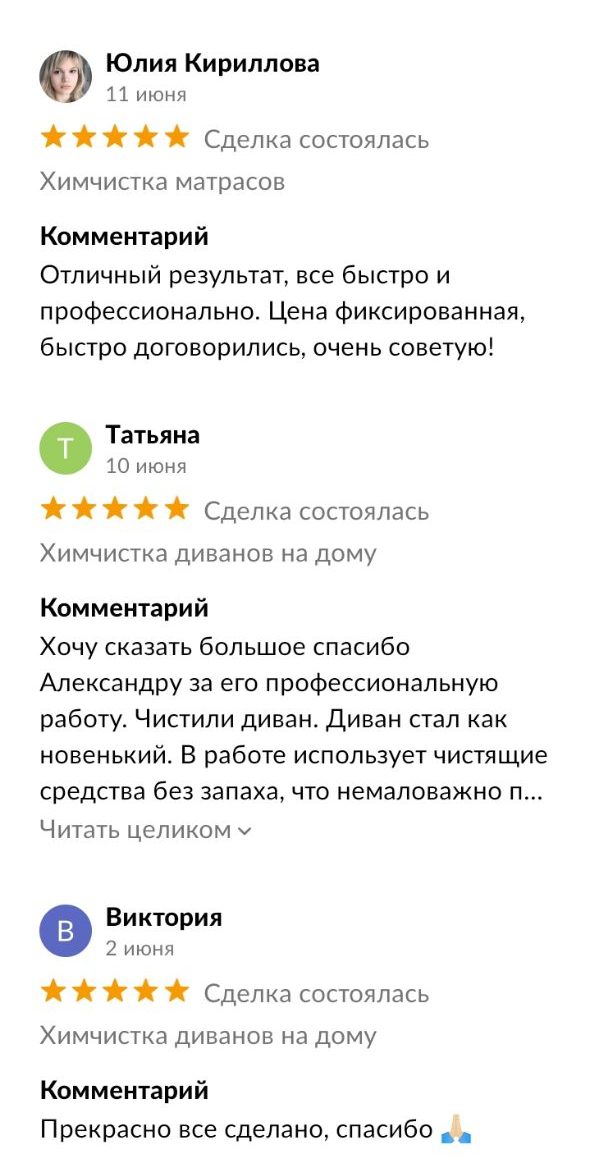 Юлия Кириллова
11 июня
Сделка состоялась
Химчистка матрасов
Комментарий
Отличный результат, все быстро и
профессионально. Цена фиксированная,
быстро договорились, очень советую!
Т
Татьяна
10 июня
Сделка состоялась
Химчистка диванов на дому
Комментарий
Хочу сказать большое спасибо
Александру за его профессиональную
работу. Чистили диван. Диван стал как
новенький. В работе использует чистящие
средства без запаха, что немаловажно п...
Читать целиком
В
Виктория
2 июня
Сделка состоялась
Химчистка диванов на дому
Комментарий
Прекрасно все сделано, спасибо 🙏🏼